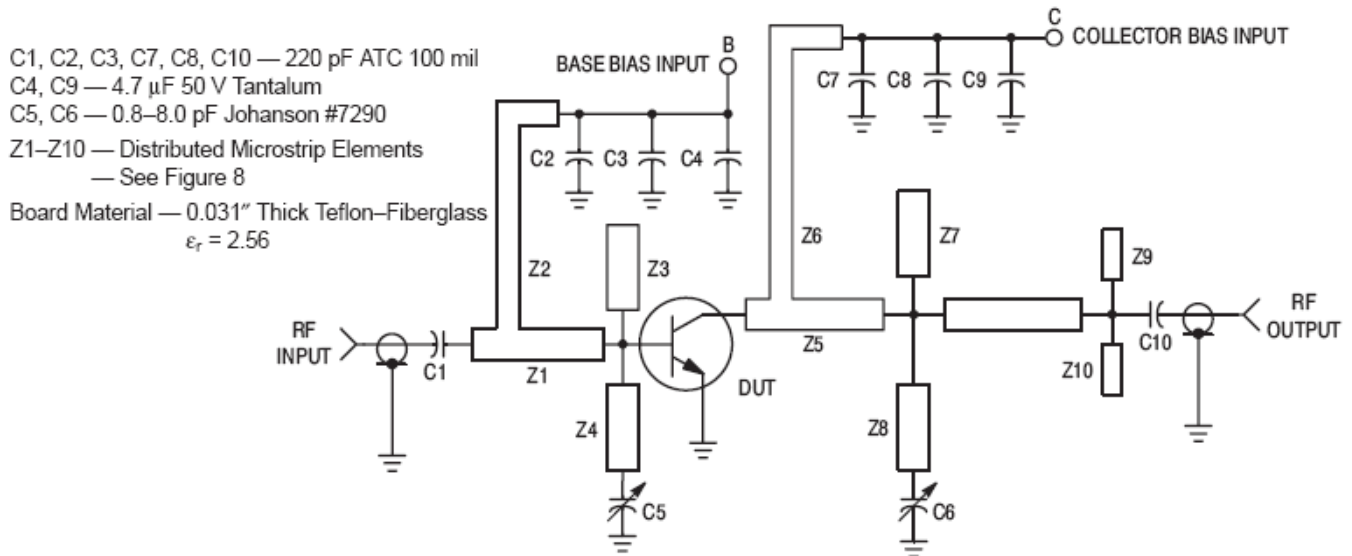 C1, C2, C3, C7, C8, C10 — 220 pF ATC 100 mil
C4, C9 — 4.7 μF 50 V Tantalum
C5, C6 — 0.8–8.0 pF Johanson #7290
Z1–Z10 — Distributed Microstrip Elements
— See Figure 8
Board Material — 0.031″ Thick Teflon–Fiberglass
εr = 2.56
BASE BIAS INPUT
B
C
COLLECTOR BIAS INPUT
C2
C3
C4
C7
C8
C9
Z2
Z3
Z6
Z7
Z9
RF
INPUT
C1
Z1
DUT
Z5
Z10
C10
RF
OUTPUT
Z4
C5
Z8
C6